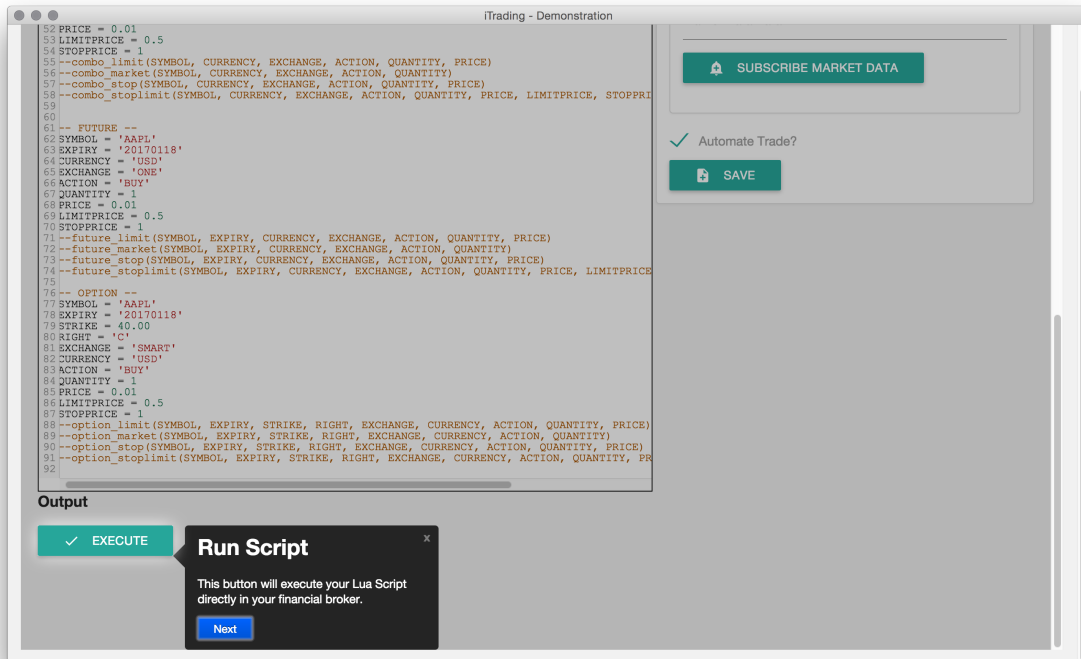 iTrading - Demonstration
52 PRICE = 0.01
53 LIMITPRICE = 0.5
54 STOPPRICE = 1
55 --combo_limit(SYMBOL, CURRENCY, EXCHANGE, ACTION, QUANTITY, PRICE)
56 --combo_market(SYMBOL, CURRENCY, EXCHANGE, ACTION, QUANTITY)
57 --combo_stop(SYMBOL, CURRENCY, EXCHANGE, ACTION, QUANTITY, PRICE)
58 --combo_stoplimit(SYMBOL, CURRENCY, EXCHANGE, ACTION, QUANTITY, PRICE, LIMITPRICE, STOPPRI
59
60
61 -- FUTURE --
62 SYMBOL = 'AAPL'
63 EXPIRY = '20170118'
64 CURRENCY = 'USD'
65 EXCHANGE = 'ONE'
66 ACTION = 'BUY'
67 QUANTITY = 1
68 PRICE = 0.01
69 LIMITPRICE = 0.5
70 STOPPRICE = 1
71 --future_limit(SYMBOL, EXPIRY, CURRENCY, EXCHANGE, ACTION, QUANTITY, PRICE)
72 --future_market(SYMBOL, EXPIRY, CURRENCY, EXCHANGE, ACTION, QUANTITY)
73 --future_stop(SYMBOL, EXPIRY, CURRENCY, EXCHANGE, ACTION, QUANTITY, PRICE)
74 --future_stoplimit(SYMBOL, EXPIRY, CURRENCY, EXCHANGE, ACTION, QUANTITY, PRICE, LIMITPRICE
75
76 -- OPTION --
77 SYMBOL = 'AAPL'
78 EXPIRY = '20170118'
79 STRIKE = 40.00
80 RIGHT = 'C'
81 EXCHANGE = 'SMART'
82 CURRENCY = 'USD'
83 ACTION = 'BUY'
84 QUANTITY = 1
85 PRICE = 0.01
86 LIMITPRICE = 0.5
87 STOPPRICE = 1
88 --option_limit(SYMBOL, EXPIRY, STRIKE, RIGHT, EXCHANGE, CURRENCY, ACTION, QUANTITY, PRICE)
89 --option_market(SYMBOL, EXPIRY, STRIKE, RIGHT, EXCHANGE, CURRENCY, ACTION, QUANTITY)
90 --option_stop(SYMBOL, EXPIRY, STRIKE, RIGHT, EXCHANGE, CURRENCY, ACTION, QUANTITY, PRICE)
91 --option_stoplimit(SYMBOL, EXPIRY, STRIKE, RIGHT, EXCHANGE, CURRENCY, ACTION, QUANTITY, PR
92
SUBSCRIBE MARKET DATA
Automate Trade?
SAVE
Output
EXECUTE
Run Script
x
This button will execute your Lua Script
directly in your financial broker.
Next